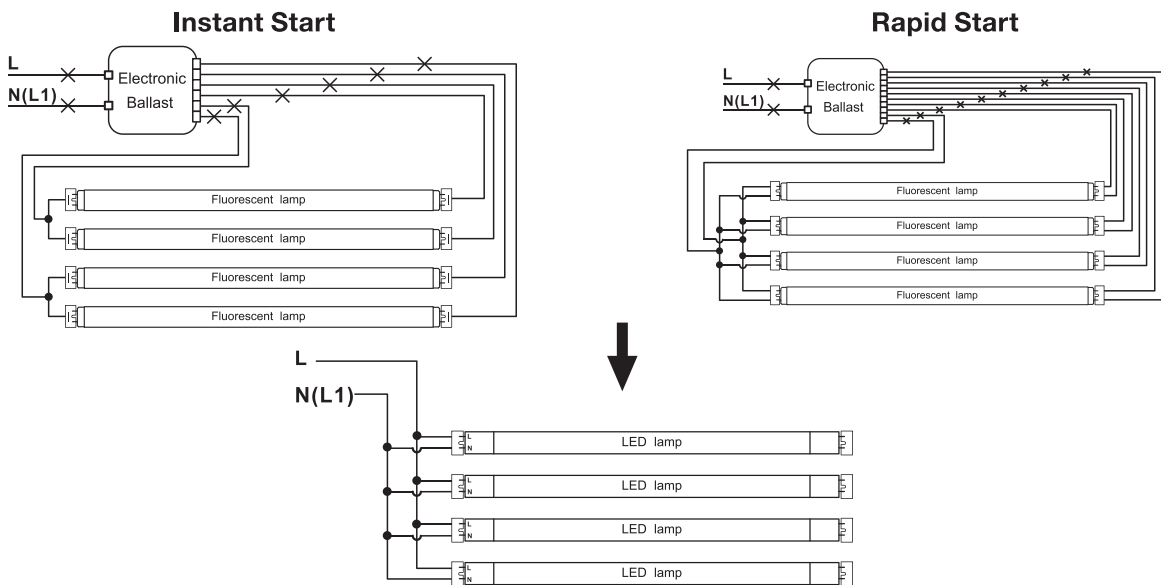 Instant Start
L
N(L1)
Electronic
Ballast
Fluorescent lamp
Fluorescent lamp
Fluorescent lamp
Fluorescent lamp
Rapid Start
L
N(L1)
Electronic
Ballast
Fluorescent lamp
Fluorescent lamp
Fluorescent lamp
Fluorescent lamp
L
N(L1)
L
N
LED lamp
L
N
LED lamp
L
N
LED lamp
L
N
LED lamp